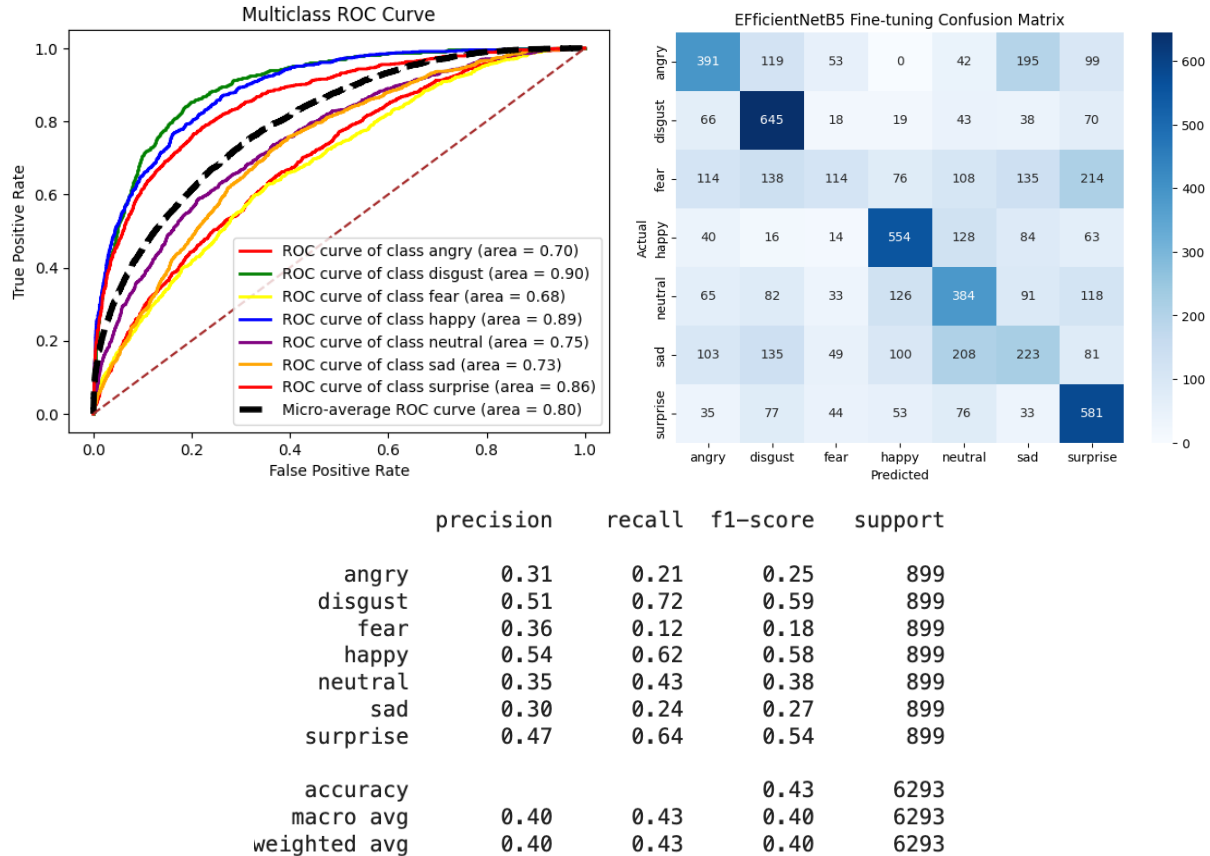 Multiclass ROC Curve
1.0
0.8
0.6
0.4
0.2
0.0
True Positive Rate
ROC curve of class angry (area = 0.70)
ROC curve of class disgust (area = 0.90)
ROC curve of class fear (area = 0.68)
ROC curve of class happy (area = 0.89)
ROC curve of class neutral (area = 0.75)
ROC curve of class sad (area = 0.73)
ROC curve of class surprise (area = 0.86)
Micro-average ROC curve (area = 0.80)
0.0 0.2 0.4 0.6 0.8 1.0
False Positive Rate
EFficientNetB5 Fine-tuning Confusion Matrix
Actual
angry 391 119 53 0 42 195 99
disgust 66 645 18 19 43 38 70
fear 114 138 114 76 108 135 214
happy 40 16 14 554 128 84 63
neutral 65 82 33 126 384 91 118
sad 103 135 49 100 208 223 81
surprise 35 77 44 53 76 33 581
angry disgust fear happy neutral sad surprise
Predicted
600
500
400
300
200
100
0
precision recall f1-score support
angry 0.31 0.21 0.25 899
disgust 0.51 0.72 0.59 899
fear 0.36 0.12 0.18 899
happy 0.54 0.62 0.58 899
neutral 0.35 0.43 0.38 899
sad 0.30 0.24 0.27 899
surprise 0.47 0.64 0.54 899
accuracy 0.43 6293
macro avg 0.40 0.43 0.40 6293
weighted avg 0.40 0.43 0.40 6293